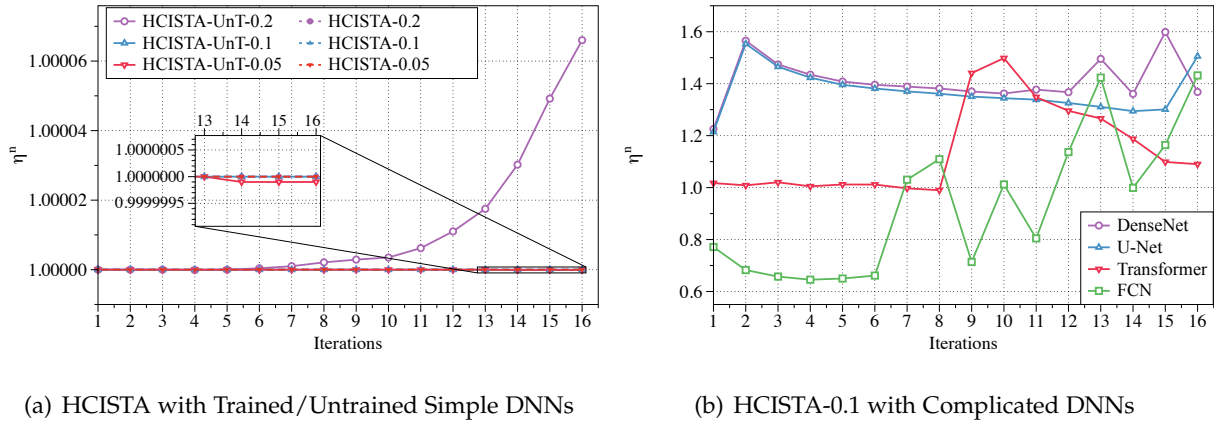 HCISTA-UnT-0.2
HCISTA-UnT-0.1
HCISTA-UnT-0.05
HCISTA-0.2
HCISTA-0.1
HCISTA-0.05
1.00006
1.00004
1.00002
1.00000
ηⁿ
13 14 15 16
1.0000005
1.0000000
0.9999995
1 2 3 4 5 6 7 8 9 10 11 12 13 14 15 16
Iterations
(a) HCISTA with Trained/Untrained Simple DNNs
1.6
1.4
1.2
1.0
0.8
0.6
ηⁿ
DenseNet
U-Net
Transformer
FCN
1 2 3 4 5 6 7 8 9 10 11 12 13 14 15 16
Iterations
(b) HCISTA-0.1 with Complicated DNNs